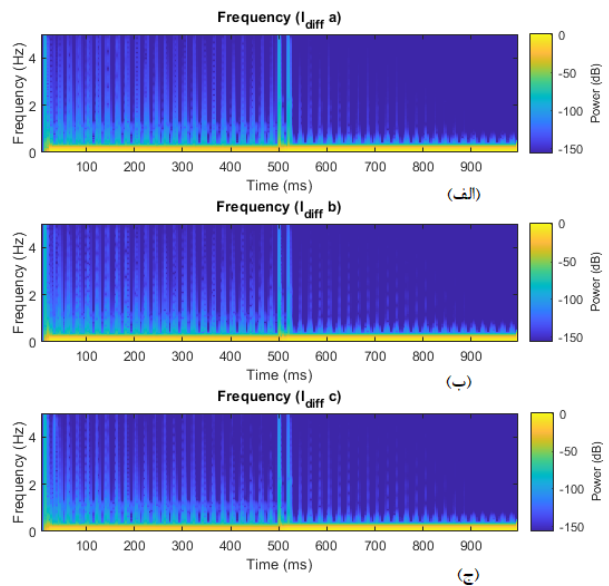 Frequency (I_diff a)
Frequency (Hz)
4
2
0
100 200 300 400 500 600 700 800 900
Time (ms)
0
-50
-100
-150
Power (dB)
(الف)
Frequency (I_diff b)
Frequency (Hz)
4
2
0
100 200 300 400 500 600 700 800 900
Time (ms)
0
-50
-100
-150
Power (dB)
(ب)
Frequency (I_diff c)
Frequency (Hz)
4
2
0
100 200 300 400 500 600 700 800 900
Time (ms)
0
-50
-100
-150
Power (dB)
(ج)